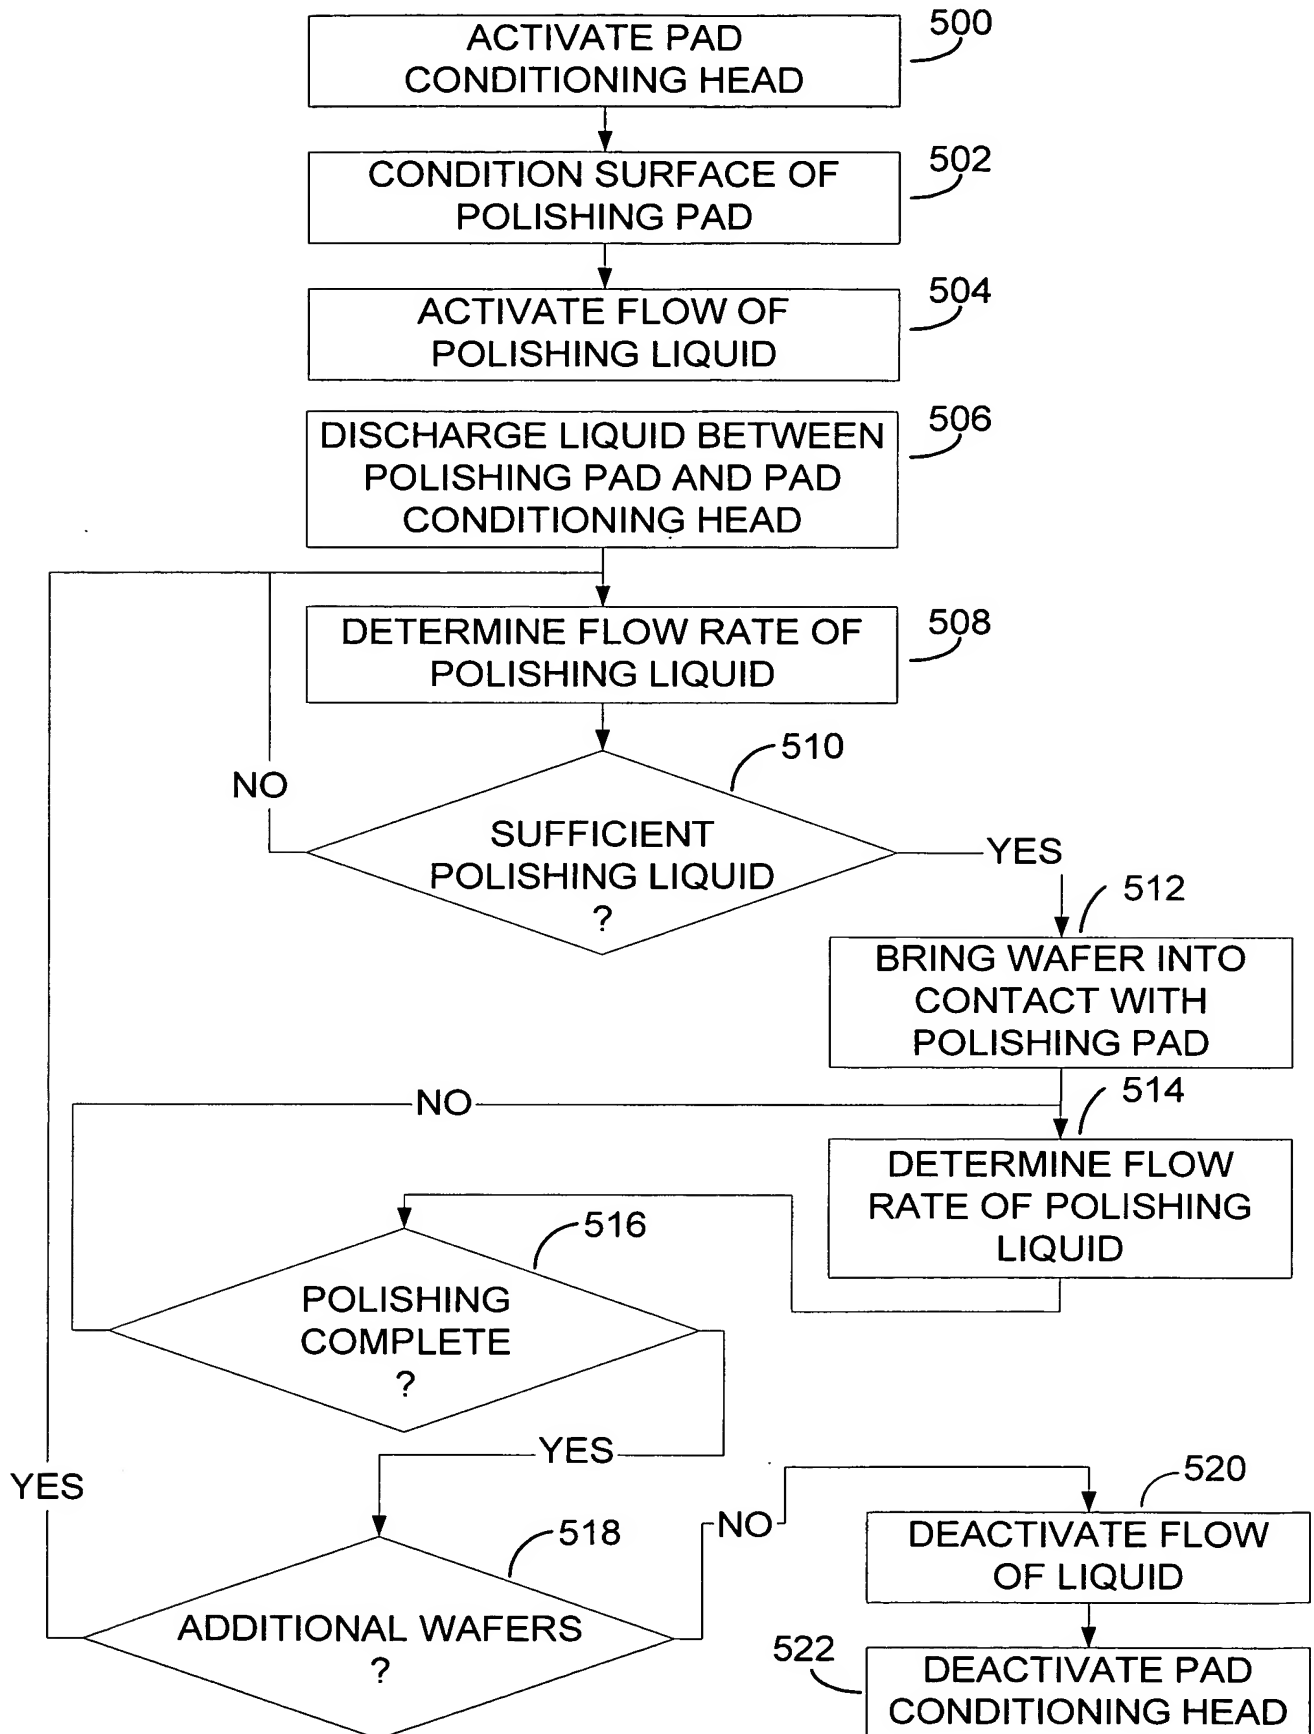 ACTIVATE PAD
CONDITIONING HEAD
500
CONDITION SURFACE OF
POLISHING PAD
502
ACTIVATE FLOW OF
POLISHING LIQUID
504
DISCHARGE LIQUID BETWEEN
POLISHING PAD AND PAD
CONDITIONING HEAD
506
DETERMINE FLOW RATE OF
POLISHING LIQUID
508
510
NO
SUFFICIENT
POLISHING LIQUID
?
YES
512
BRING WAFER INTO
CONTACT WITH
POLISHING PAD
NO
514
DETERMINE FLOW
RATE OF POLISHING
LIQUID
516
POLISHING
COMPLETE
?
YES
YES
518
ADDITIONAL WAFERS
?
NO
520
DEACTIVATE FLOW
OF LIQUID
522
DEACTIVATE PAD
CONDITIONING HEAD